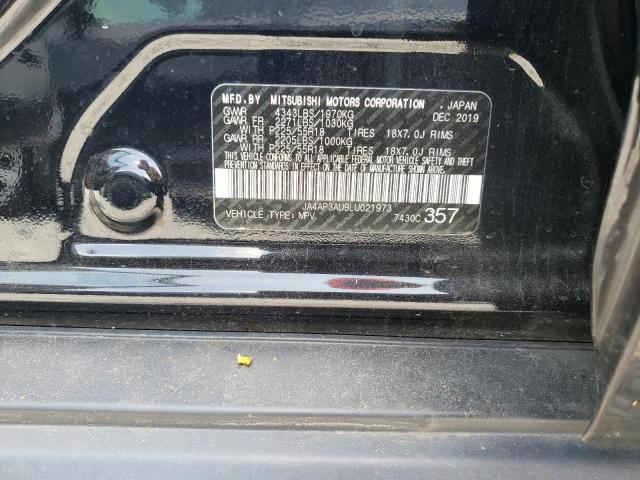 MFD.BY MITSUBISHI MOTORS CORPORATION , JAPAN
GVWR 4343LBS/1970KG DEC 2019
GAWR FR 2271LBS/1030KG
WITH P225/55R18 TIRES 18X7.0J RIMS
GAWR RR 2205LBS/1000KG
WITH P225/55R18 TIRES 18X7.0J RIMS
THIS VEHICLE CONFORMS TO ALL APPLICABLE
FEDERAL MOTOR VEHICLE SAFETY AND THEFT
PREVENTION STANDARDS IN EFFECT ON THE DATE
OF MANUFACTURE SHOWN ABOVE.
JA4AP3AU9LU021973
VEHICLE TYPE: MPV 7430C 357